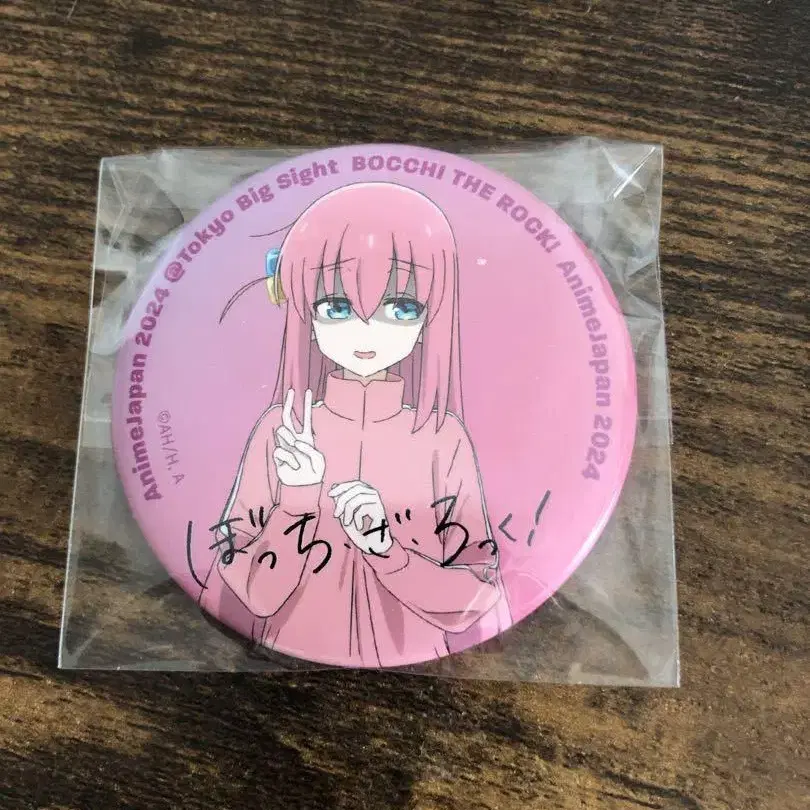 AnimeJapan 2024 @Tokyo Big Sight BOCCHI THE ROCK! AnimeJapan 2024
©AH/H. A
ぼっち・ざ・ろっく!